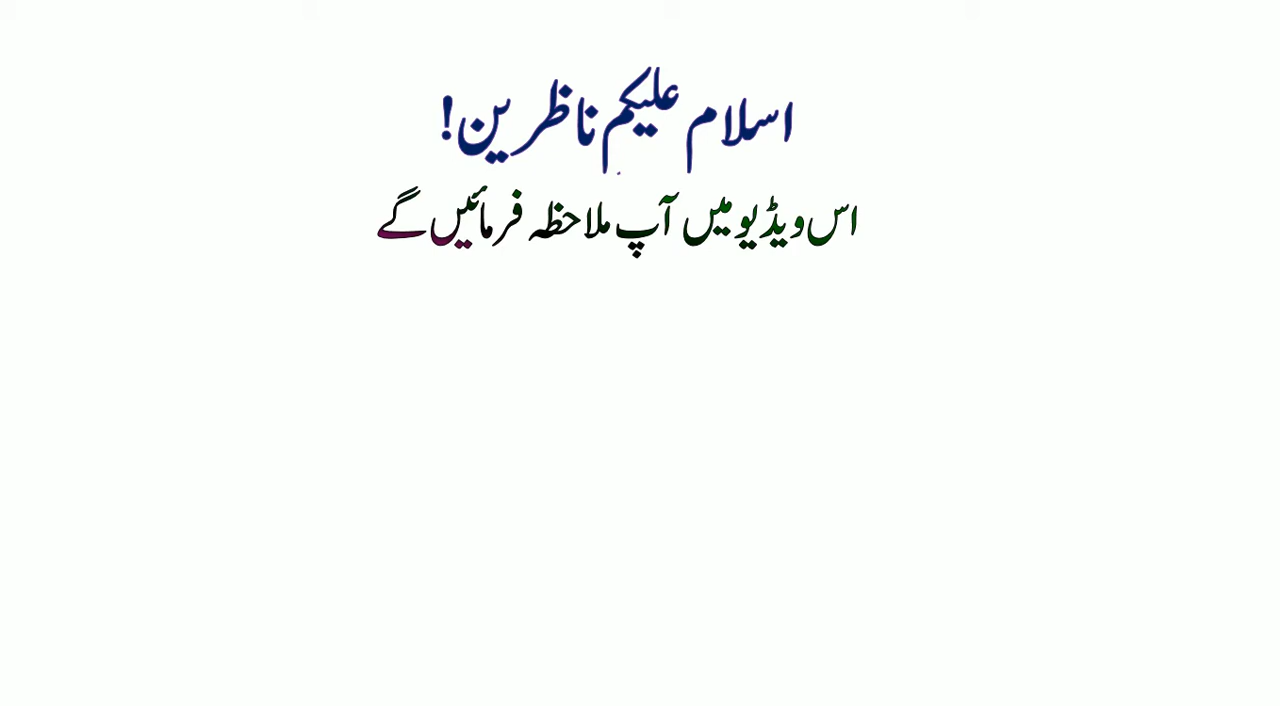 اسلام علیکم ناظرین!
اس ویڈیو میں آپ ملاحظہ فرمائیں گے